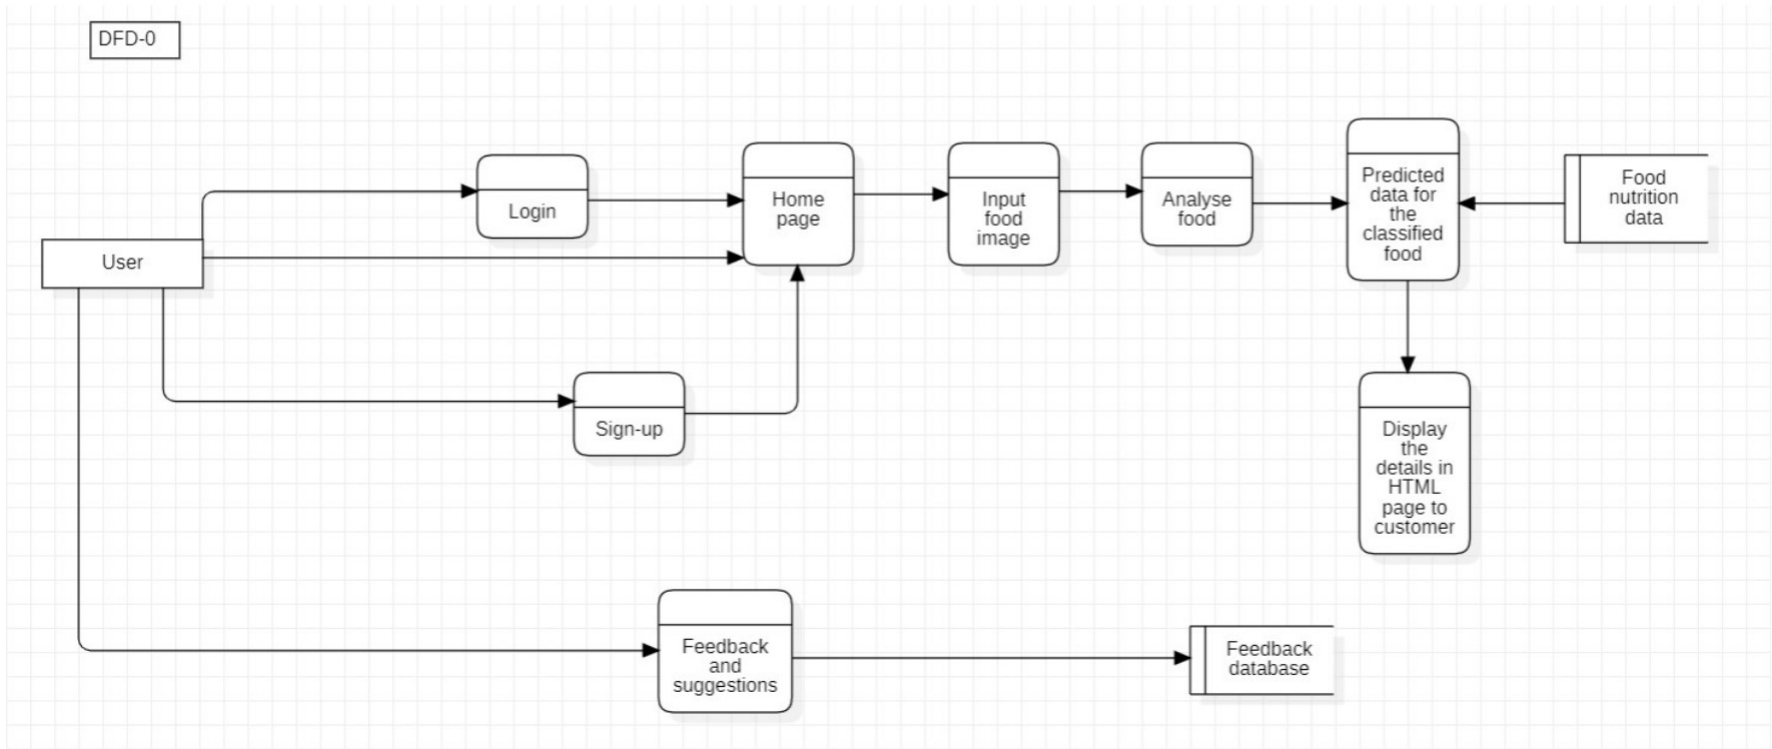 DFD-0
Login
Home
page
Input
food
image
Analyse
food
Predicted
data for
the
classified
food
Food
nutrition
data
User
Sign-up
Display
the
details in
HTML
page to
customer
Feedback
and
suggestions
Feedback
database